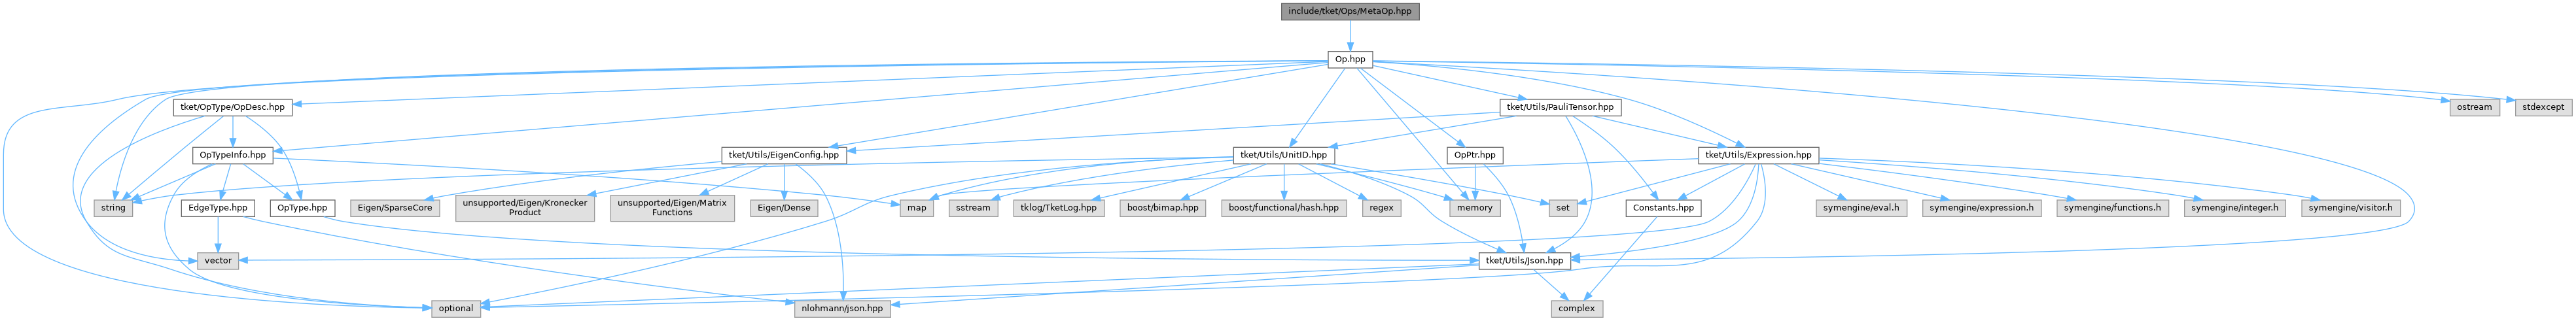 include/tket/Ops/MetaOp.hpp
Op.hpp
tket/OpType/OpDesc.hpp
tket/Utils/PauliTensor.hpp
ostream
stdexcept
OpTypeInfo.hpp
tket/Utils/EigenConfig.hpp
tket/Utils/UnitID.hpp
OpPtr.hpp
tket/Utils/Expression.hpp
string
EdgeType.hpp
OpType.hpp
Eigen/SparseCore
unsupported/Eigen/Kronecker
Product
unsupported/Eigen/Matrix
Functions
Eigen/Dense
map
sstream
tklog/TketLog.hpp
boost/bimap.hpp
boost/functional/hash.hpp
regex
memory
set
Constants.hpp
symengine/eval.h
symengine/expression.h
symengine/functions.h
symengine/integer.h
symengine/visitor.h
vector
tket/Utils/Json.hpp
optional
nlohmann/json.hpp
complex